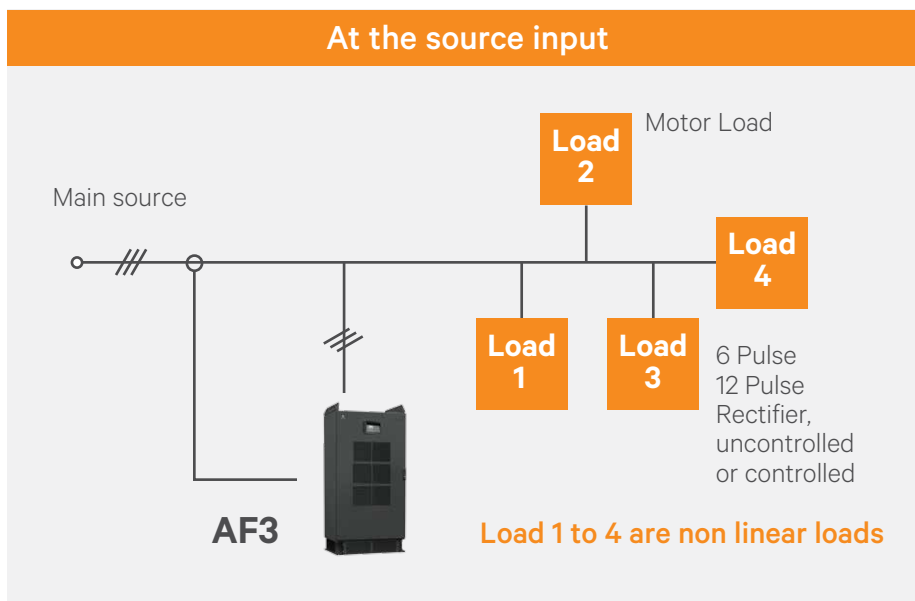 At the source input
Motor Load
Load
2
Main source
Load
4
Load
1
Load
3
6 Pulse
12 Pulse
Rectifier,
uncontrolled
or controlled
AF3
Load 1 to 4 are non linear loads